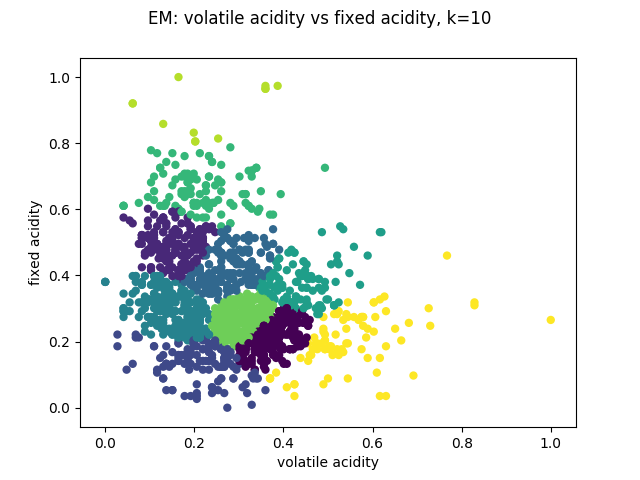 EM: volatile acidity vs fixed acidity, k=10
1.0
0.8
0.6
0.4
0.2
0.0
fixed acidity
0.0 0.2 0.4 0.6 0.8 1.0
volatile acidity